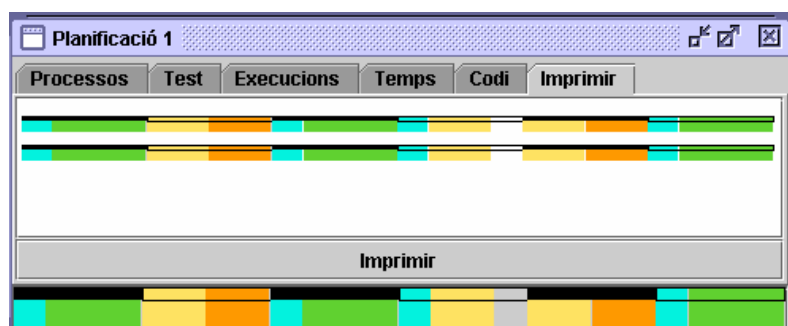 Planificació 1
Processos Test Execucions Temps Codi Imprimir
Imprimir